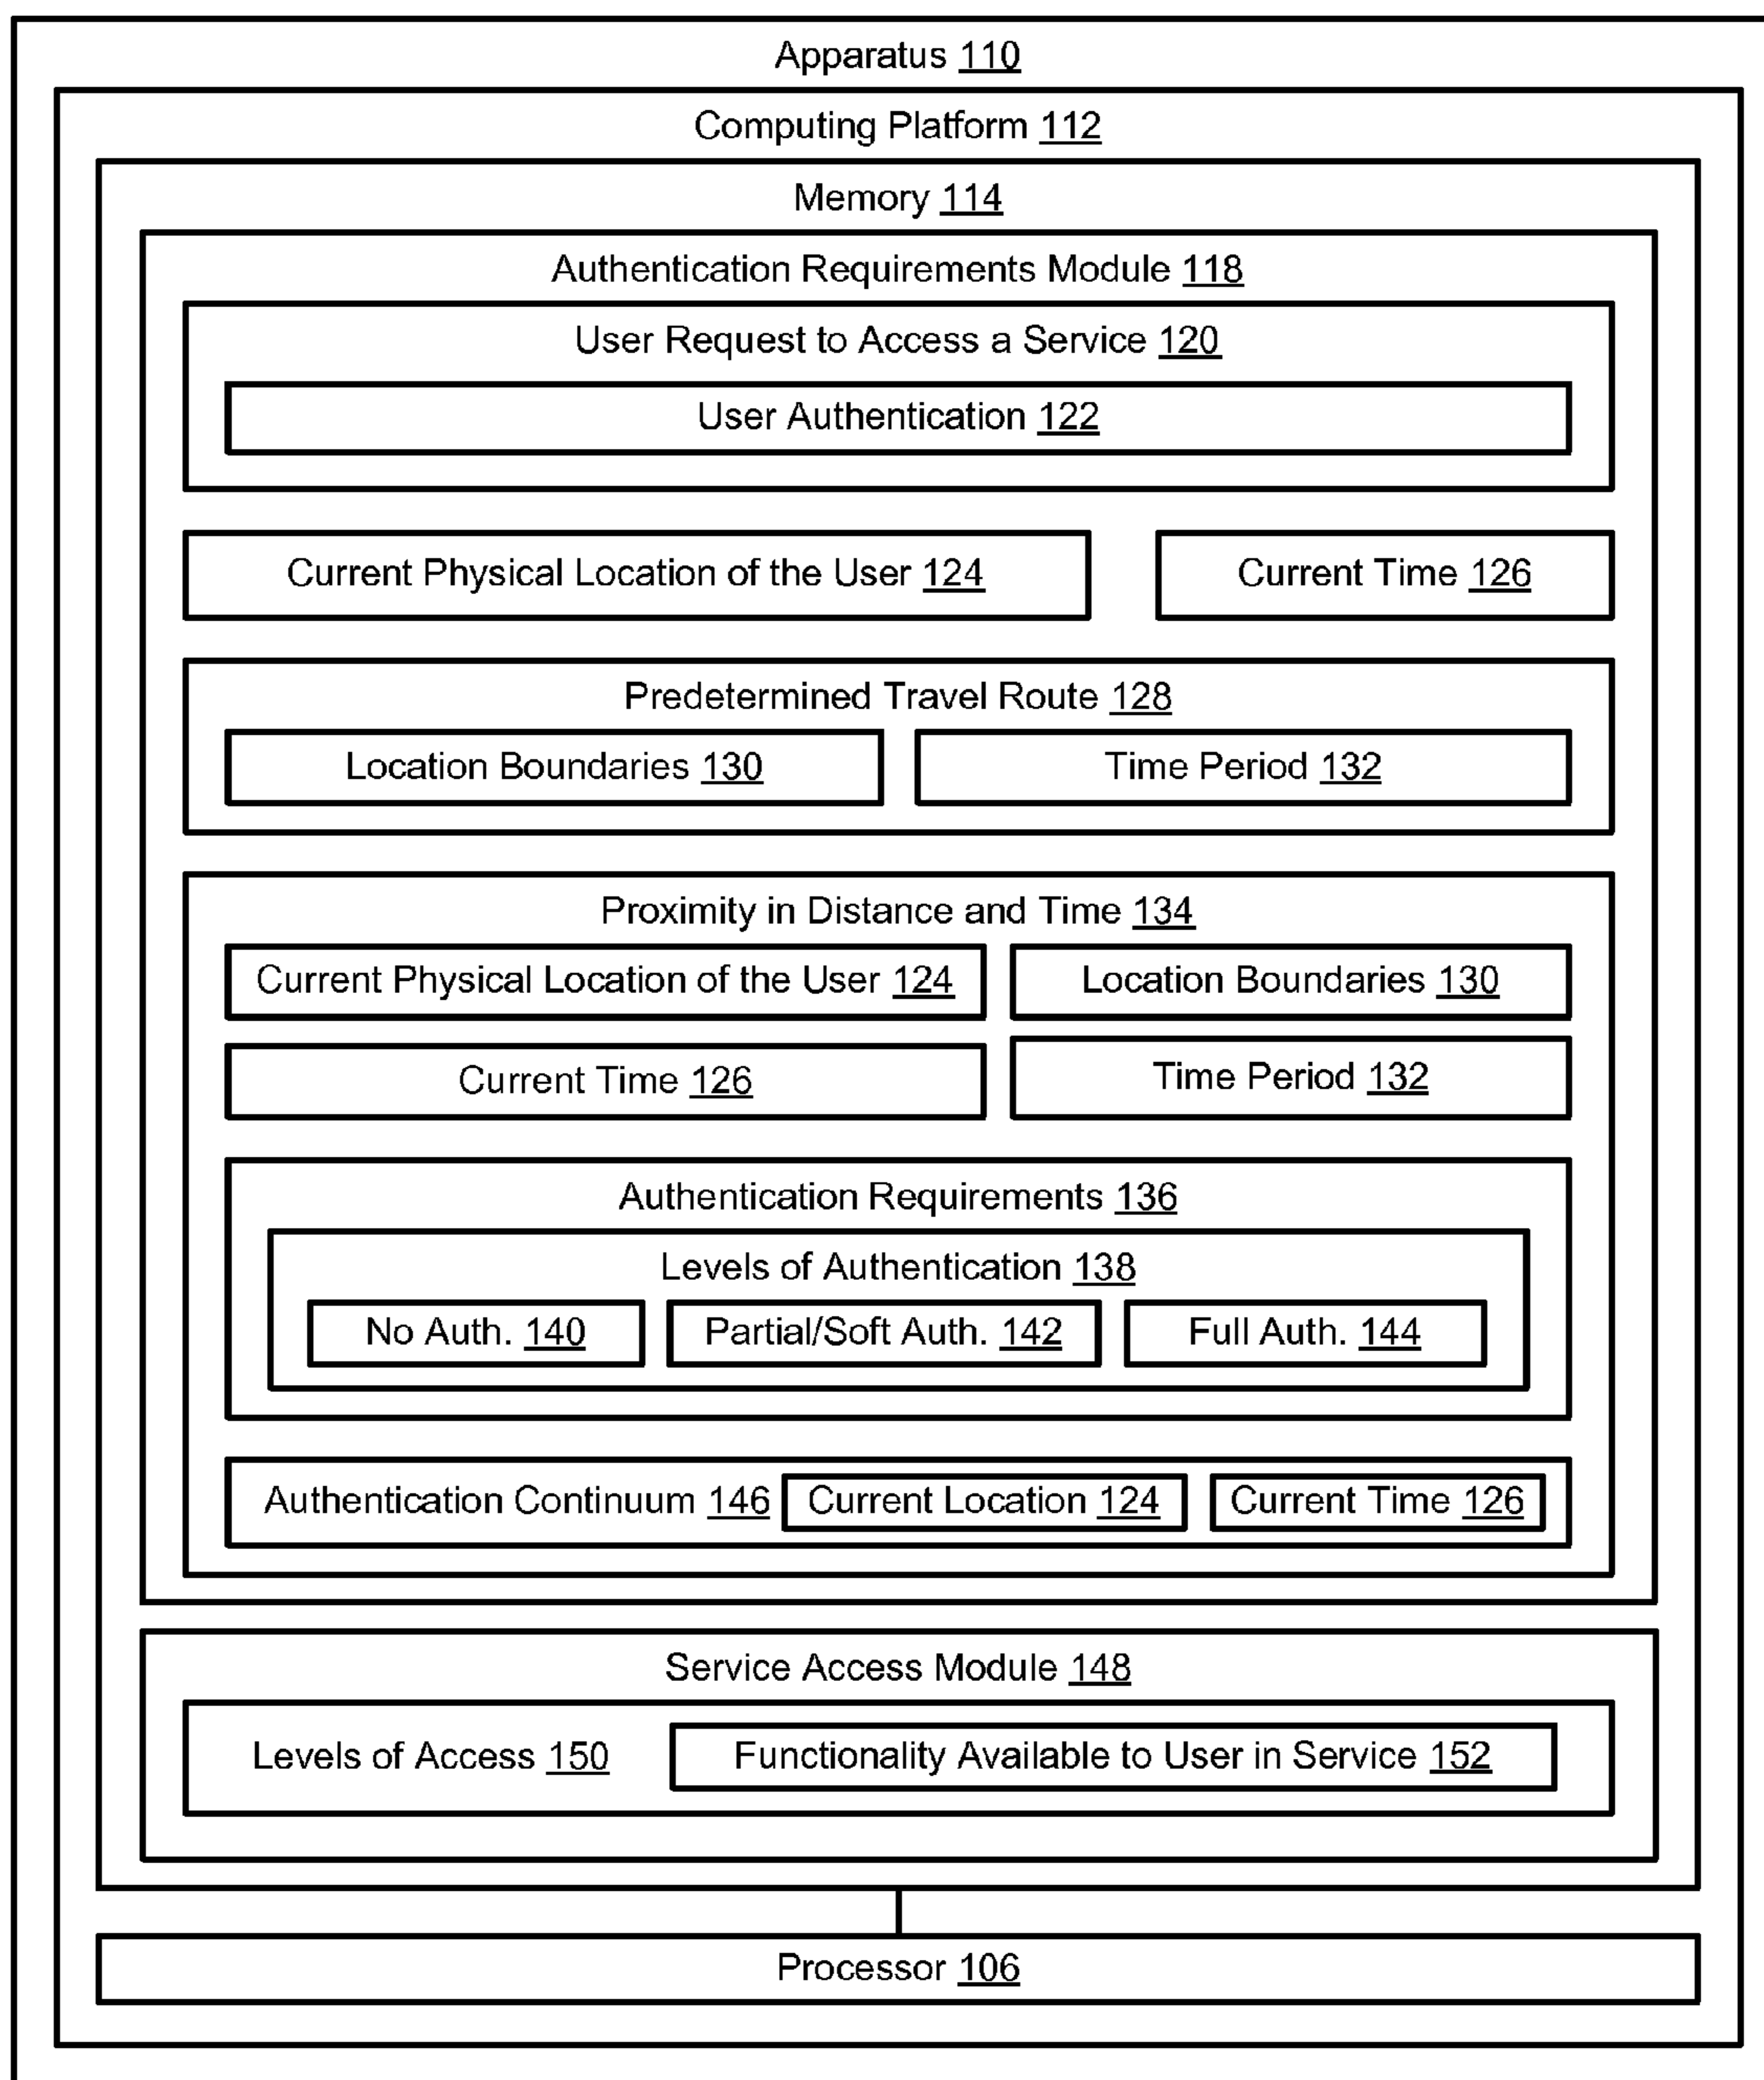 Apparatus 110
Computing Platform 112
Memory 114
Authentication Requirements Module 118
User Request to Access a Service 120
User Authentication 122
Current Physical Location of the User 124
Current Time 126
Predetermined Travel Route 128
Location Boundaries 130
Time Period 132
Proximity in Distance and Time 134
Current Physical Location of the User 124
Location Boundaries 130
Current Time 126
Time Period 132
Authentication Requirements 136
Levels of Authentication 138
No Auth. 140
Partial/Soft Auth. 142
Full Auth. 144
Authentication Continuum 146
Current Location 124
Current Time 126
Service Access Module 148
Levels of Access 150
Functionality Available to User in Service 152
Processor 106